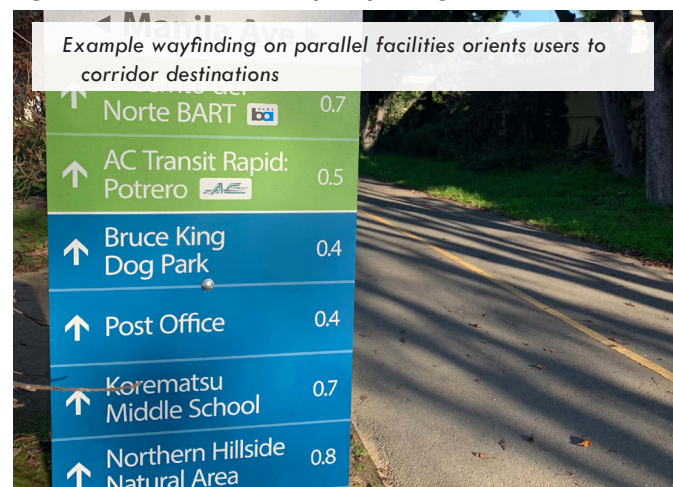 ◄ Manila Ave ►
Example wayfinding on parallel facilities orients users to
corridor destinations
Norte BART ba 0.7
AC Transit Rapid: 0.5
Potrero AC
Bruce King 0.4
Dog Park
Post Office 0.4
Korematsu 0.7
Middle School
Northern Hillside 0.8
Natural Area